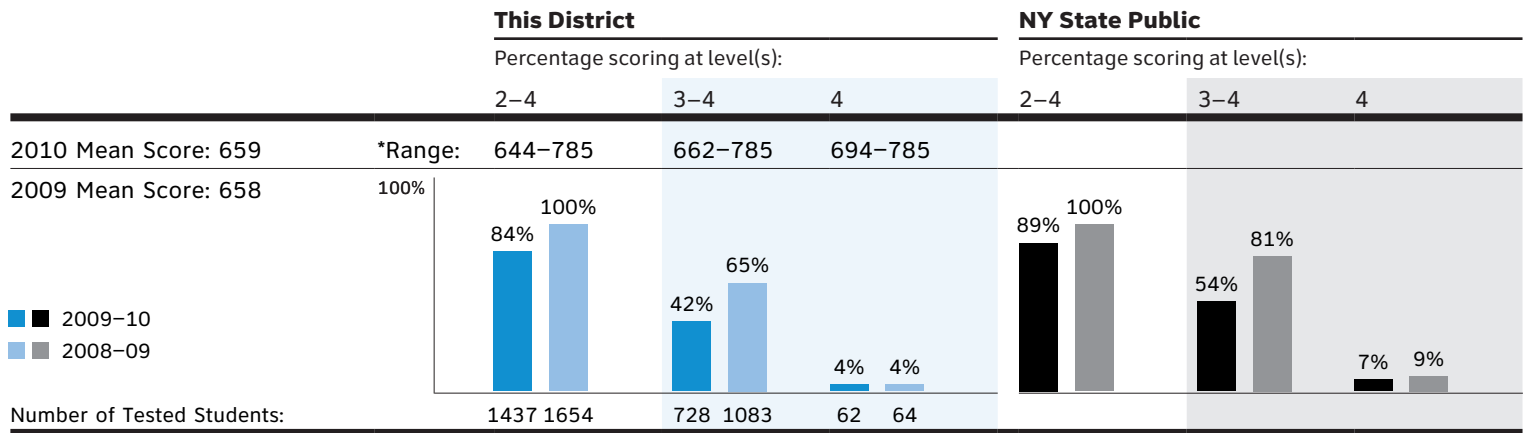 This District NY State Public
Percentage scoring at level(s): Percentage scoring at level(s):
2–4 3–4 4 2–4 3–4 4
2010 Mean Score: 659 *Range: 644–785 662–785 694–785
2009 Mean Score: 658 100%
100% 100%
84% 89%
65% 81%
42% 54%
4% 4% 7% 9%
2009–10
2008–09
Number of Tested Students: 1437 1654 728 1083 62 64